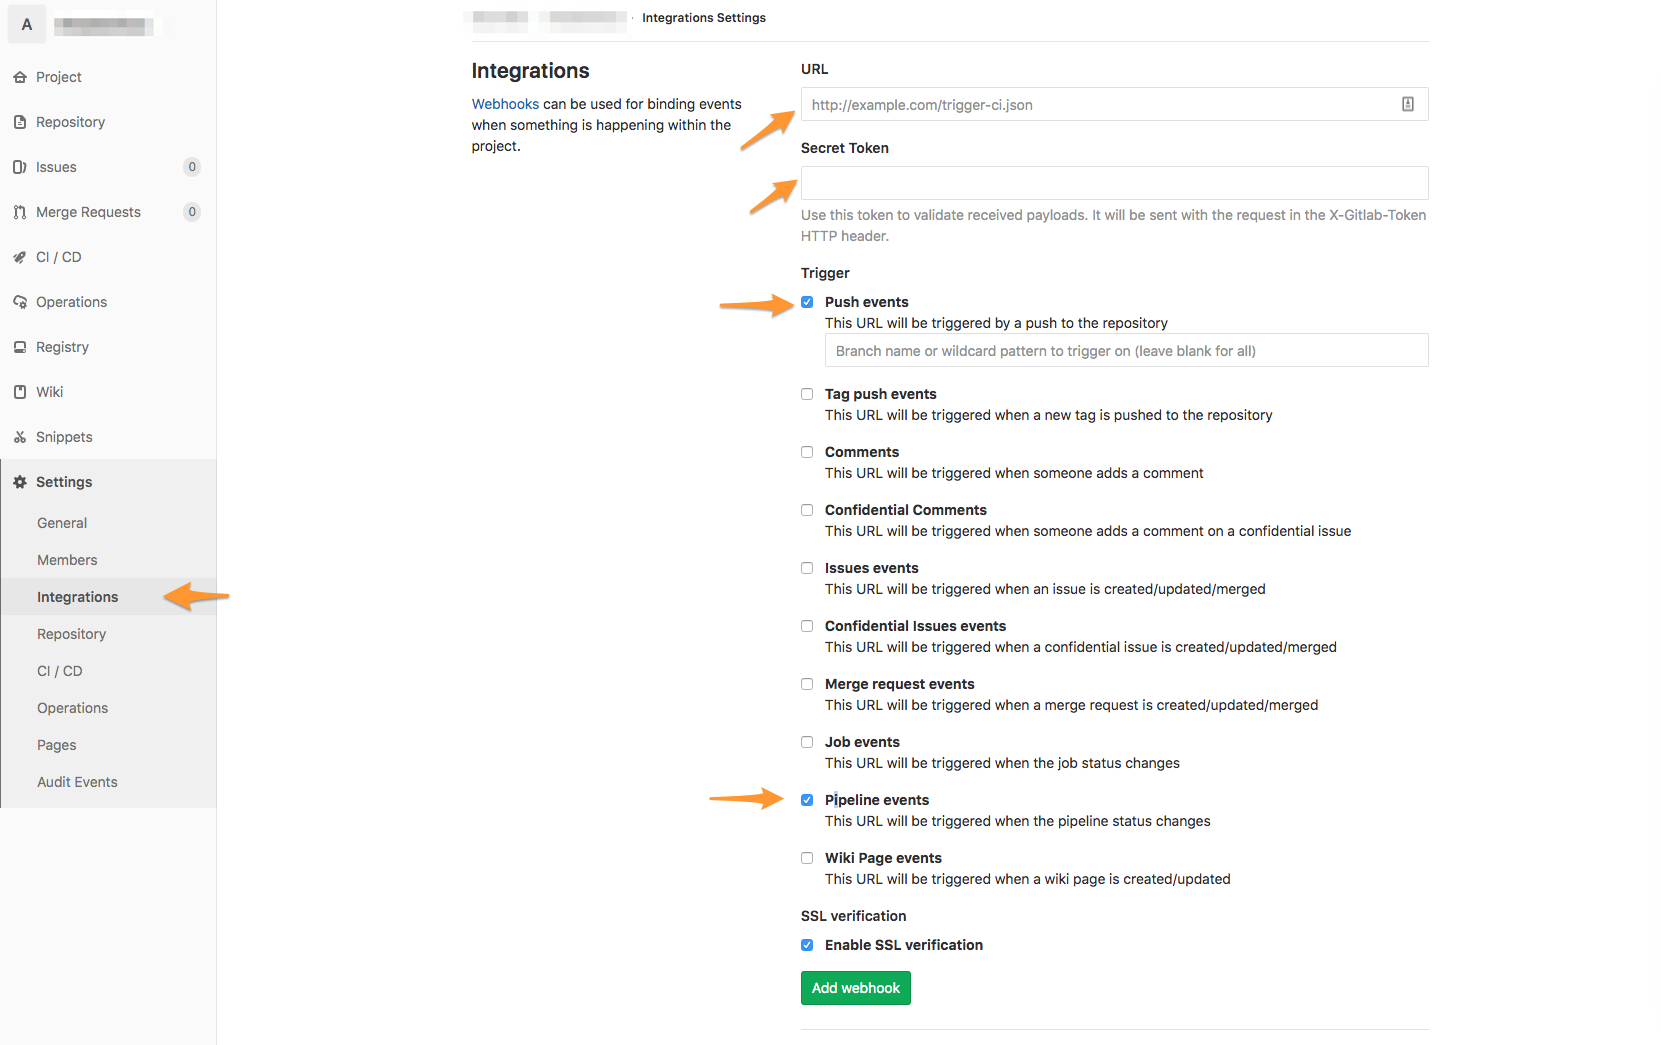 A
Project
Repository
Issues 0
Merge Requests 0
CI / CD
Operations
Registry
Wiki
Snippets
Settings
General
Members
Integrations
Repository
CI / CD
Operations
Pages
Audit Events
· Integrations Settings
Integrations
Webhooks can be used for binding events
when something is happening within the
project.
URL
http://example.com/trigger-ci.json
Secret Token
Use this token to validate received payloads. It will be sent with the request in the X-Gitlab-Token
HTTP header.
Trigger
Push events
This URL will be triggered by a push to the repository
Branch name or wildcard pattern to trigger on (leave blank for all)
Tag push events
This URL will be triggered when a new tag is pushed to the repository
Comments
This URL will be triggered when someone adds a comment
Confidential Comments
This URL will be triggered when someone adds a comment on a confidential issue
Issues events
This URL will be triggered when an issue is created/updated/merged
Confidential Issues events
This URL will be triggered when a confidential issue is created/updated/merged
Merge request events
This URL will be triggered when a merge request is created/updated/merged
Job events
This URL will be triggered when the job status changes
Pipeline events
This URL will be triggered when the pipeline status changes
Wiki Page events
This URL will be triggered when a wiki page is created/updated
SSL verification
Enable SSL verification
Add webhook